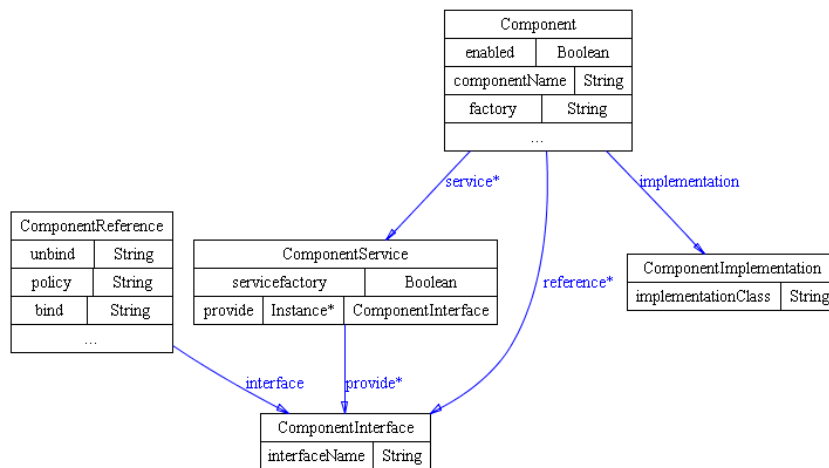 Component
enabled Boolean
componentName String
factory String
...
service*
implementation
ComponentReference
unbind String
policy String
bind String
...
ComponentService
servicefactory Boolean
provide Instance* ComponentInterface
reference*
ComponentImplementation
implementationClass String
interface
provide*
ComponentInterface
interfaceName String